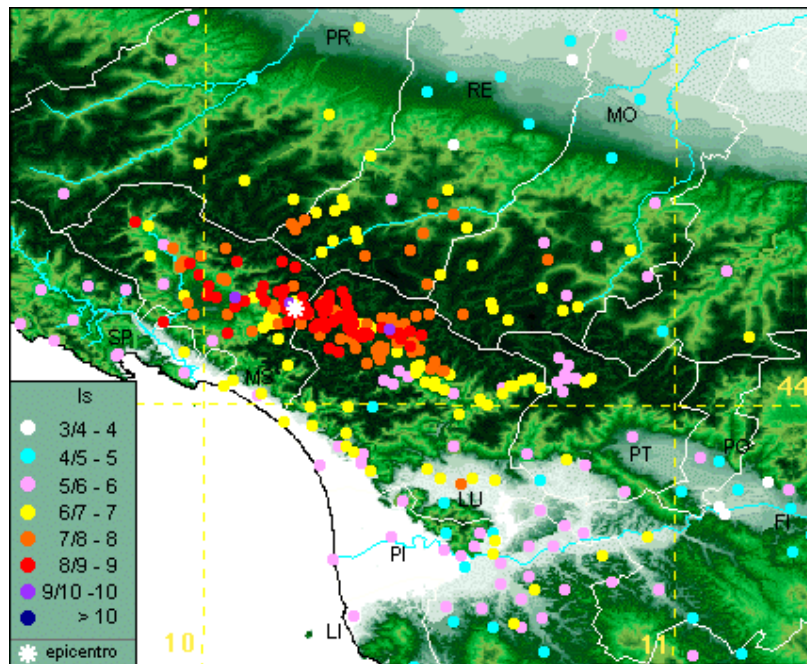 PR
RE
MO
SP
MS
44
Is
3/4 - 4
4/5 - 5
5/6 - 6
6/7 - 7
7/8 - 8
8/9 - 9
9/10 -10
> 10
epicentro
PT
PO
LU
FI
PI
LI
10
11